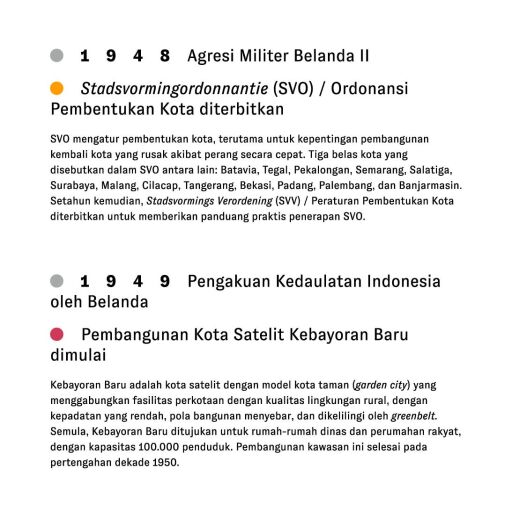 1 9 4 8 Agresi Militer Belanda II
Stadsvormingordonnantie (SVO) / Ordonansi
Pembentukan Kota diterbitkan
SVO mengatur pembentukan kota, terutama untuk kepentingan pembangunan
kembali kota yang rusak akibat perang secara cepat. Tiga belas kota yang
disebutkan dalam SVO antara lain: Batavia, Tegal, Pekalongan, Semarang, Salatiga,
Surabaya, Malang, Cilacap, Tangerang, Bekasi, Padang, Palembang, dan Banjarmasin.
Setahun kemudian, Stadsvormings Verordening (SVV) / Peraturan Pembentukan Kota
diterbitkan untuk memberikan panduang praktis penerapan SVO.
1 9 4 9 Pengakuan Kedaulatan Indonesia
oleh Belanda
Pembangunan Kota Satelit Kebayoran Baru
dimulai
Kebayoran Baru adalah kota satelit dengan model kota taman (garden city) yang
menggabungkan fasilitas perkotaan dengan kualitas lingkungan rural, dengan
kepadatan yang rendah, pola bangunan menyebar, dan dikelilingi oleh greenbelt.
Semula, Kebayoran Baru ditujukan untuk rumah-rumah dinas dan perumahan rakyat,
dengan kapasitas 100.000 penduduk. Pembangunan kawasan ini selesai pada
pertengahan dekade 1950.